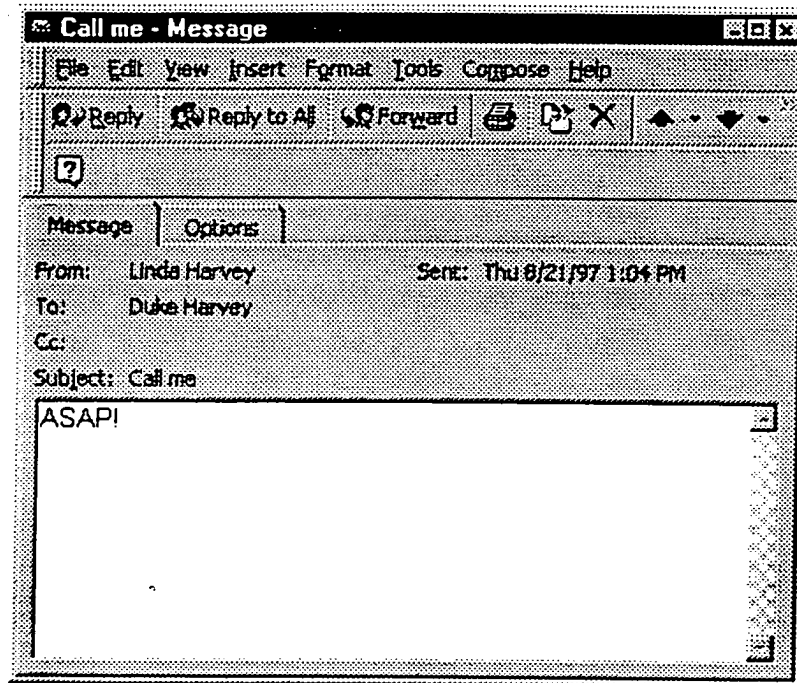 Call me - Message
File Edit View Insert Format Tools Compose Help
Reply Reply to All Forward
Message Options
From: Linda Harvey Sent: Thu 8/21/97 1:04 PM
To: Duke Harvey
Cc:
Subject: Call me
ASAP!